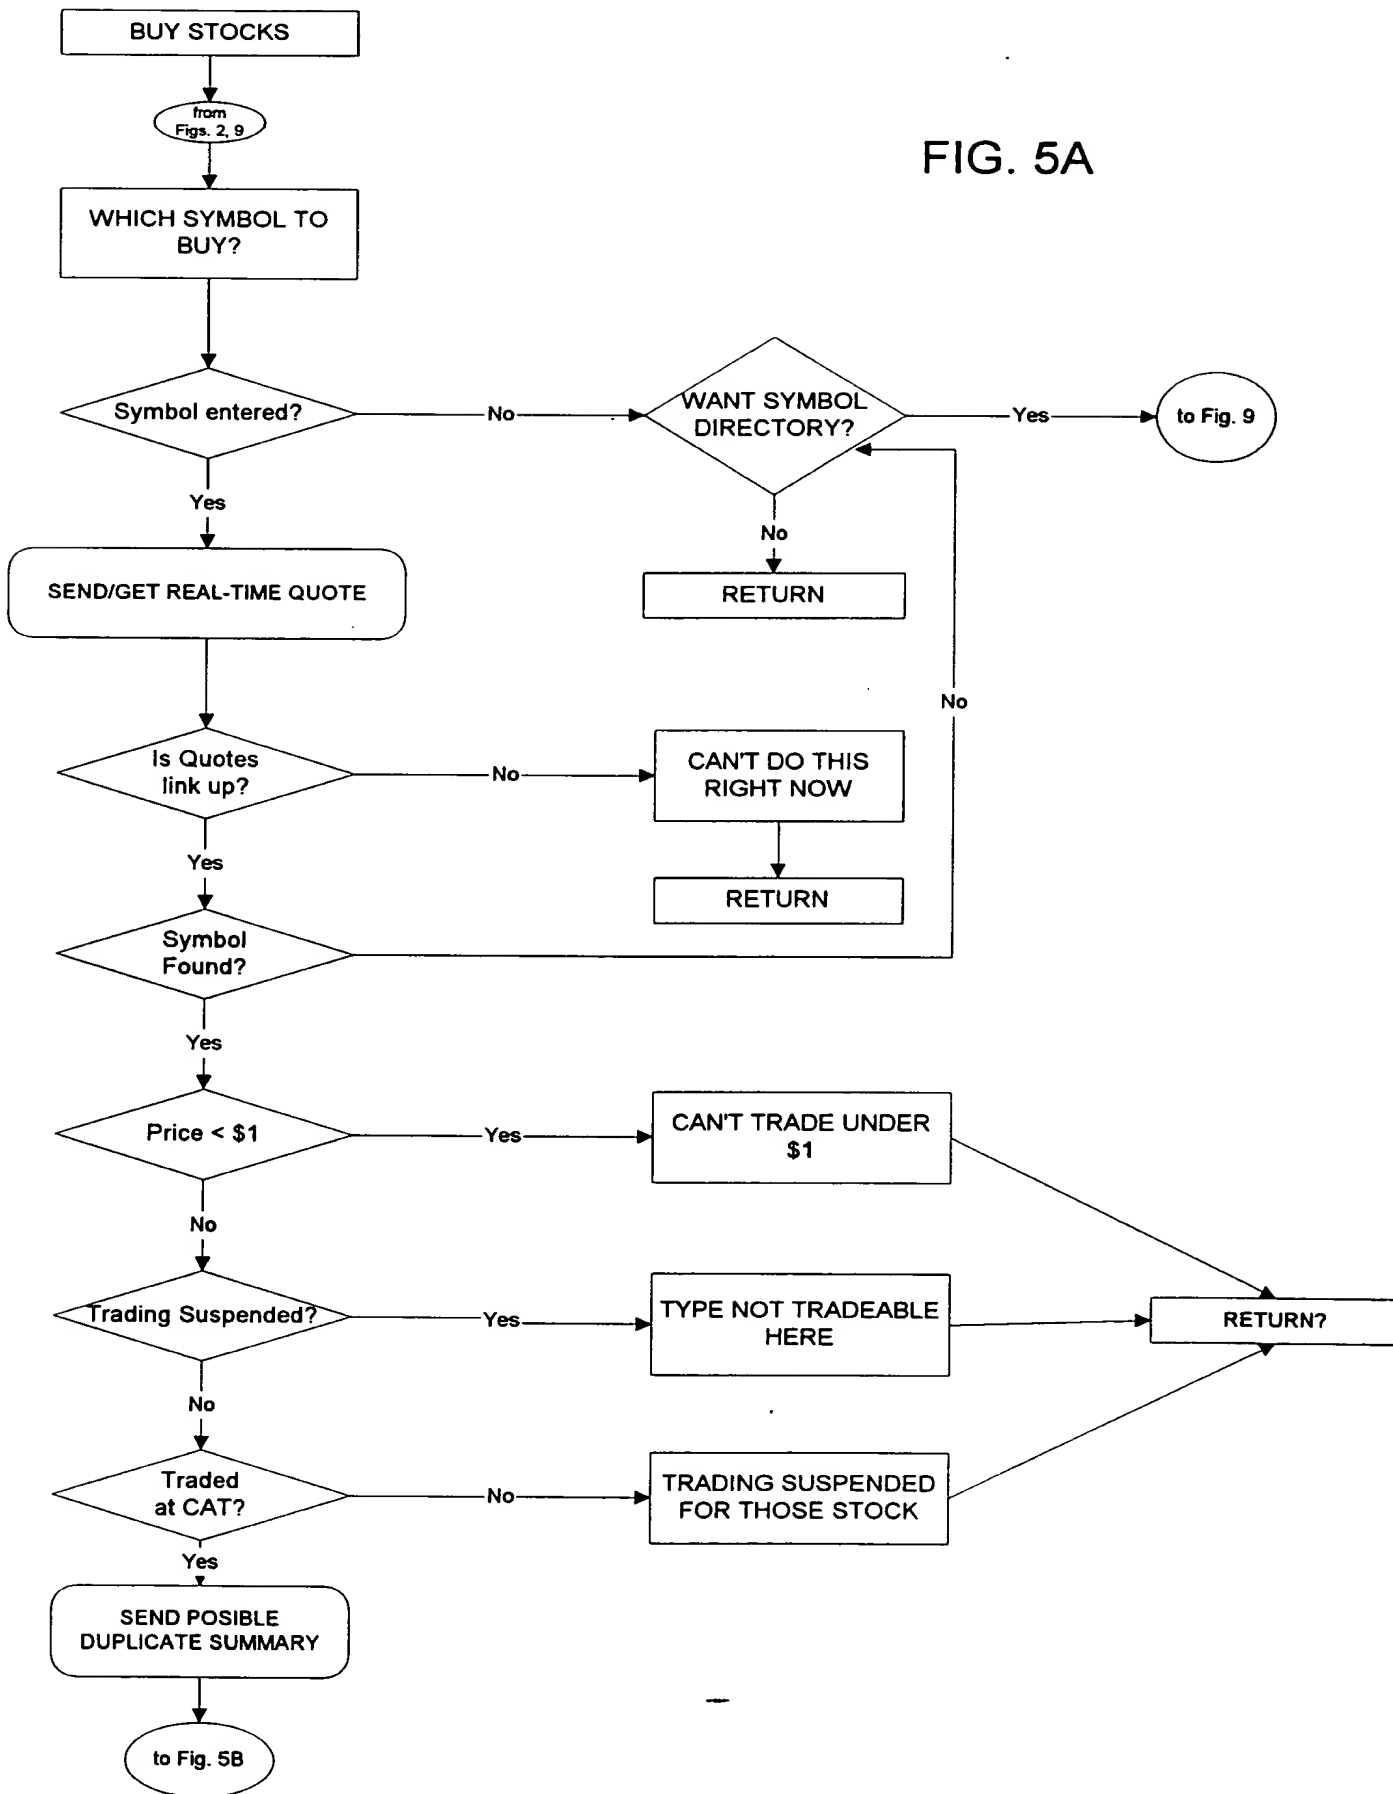 BUY STOCKS
from
Figs. 2, 9
FIG. 5A
WHICH SYMBOL TO
BUY?
Symbol entered?
No
WANT SYMBOL
DIRECTORY?
Yes
to Fig. 9
Yes
No
SEND/GET REAL-TIME QUOTE
RETURN
No
Is Quotes
link up?
No
CAN'T DO THIS
RIGHT NOW
Yes
RETURN
Symbol
Found?
Yes
Price < $1
Yes
CAN'T TRADE UNDER
$1
No
Trading Suspended?
Yes
TYPE NOT TRADEABLE
HERE
RETURN?
No
Traded
at CAT?
No
TRADING SUSPENDED
FOR THOSE STOCK
Yes
SEND POSIBLE
DUPLICATE SUMMARY
to Fig. 5B